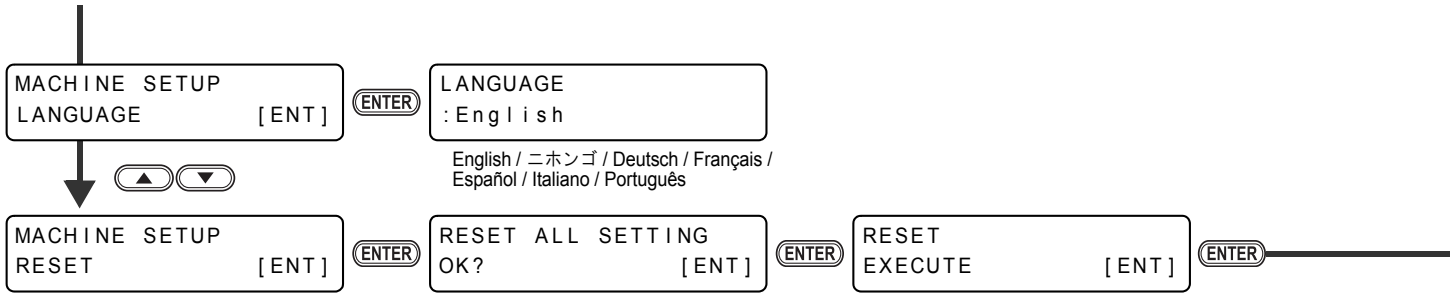 MACHINE SETUP
LANGUAGE [ENT]
ENTER
LANGUAGE
:English
English / ニホンゴ / Deutsch / Français /
Español / Italiano / Português
MACHINE SETUP
RESET [ENT]
ENTER
RESET ALL SETTING
OK? [ENT]
ENTER
RESET
EXECUTE [ENT]
ENTER